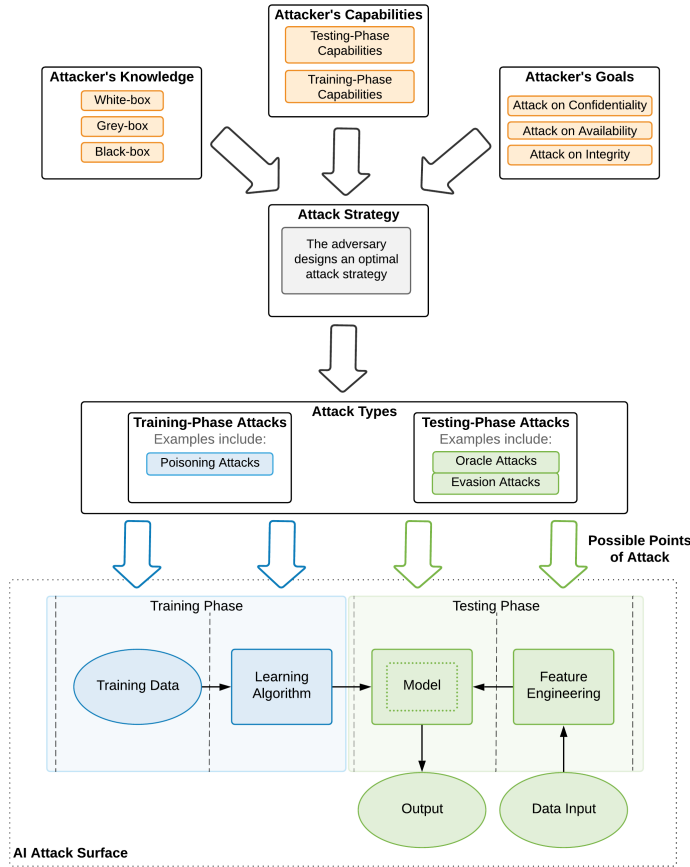 Attacker's Capabilities
Testing-Phase
Capabilities
Training-Phase
Capabilities
Attacker's Knowledge
White-box
Grey-box
Black-box
Attacker's Goals
Attack on Confidentiality
Attack on Availability
Attack on Integrity
Attack Strategy
The adversary
designs an optimal
attack strategy
Attack Types
Training-Phase Attacks
Examples include:
Poisoning Attacks
Testing-Phase Attacks
Examples include:
Oracle Attacks
Evasion Attacks
Possible Points
of Attack
Training Phase
Testing Phase
Training Data
Learning
Algorithm
Model
Feature
Engineering
Output
Data Input
AI Attack Surface